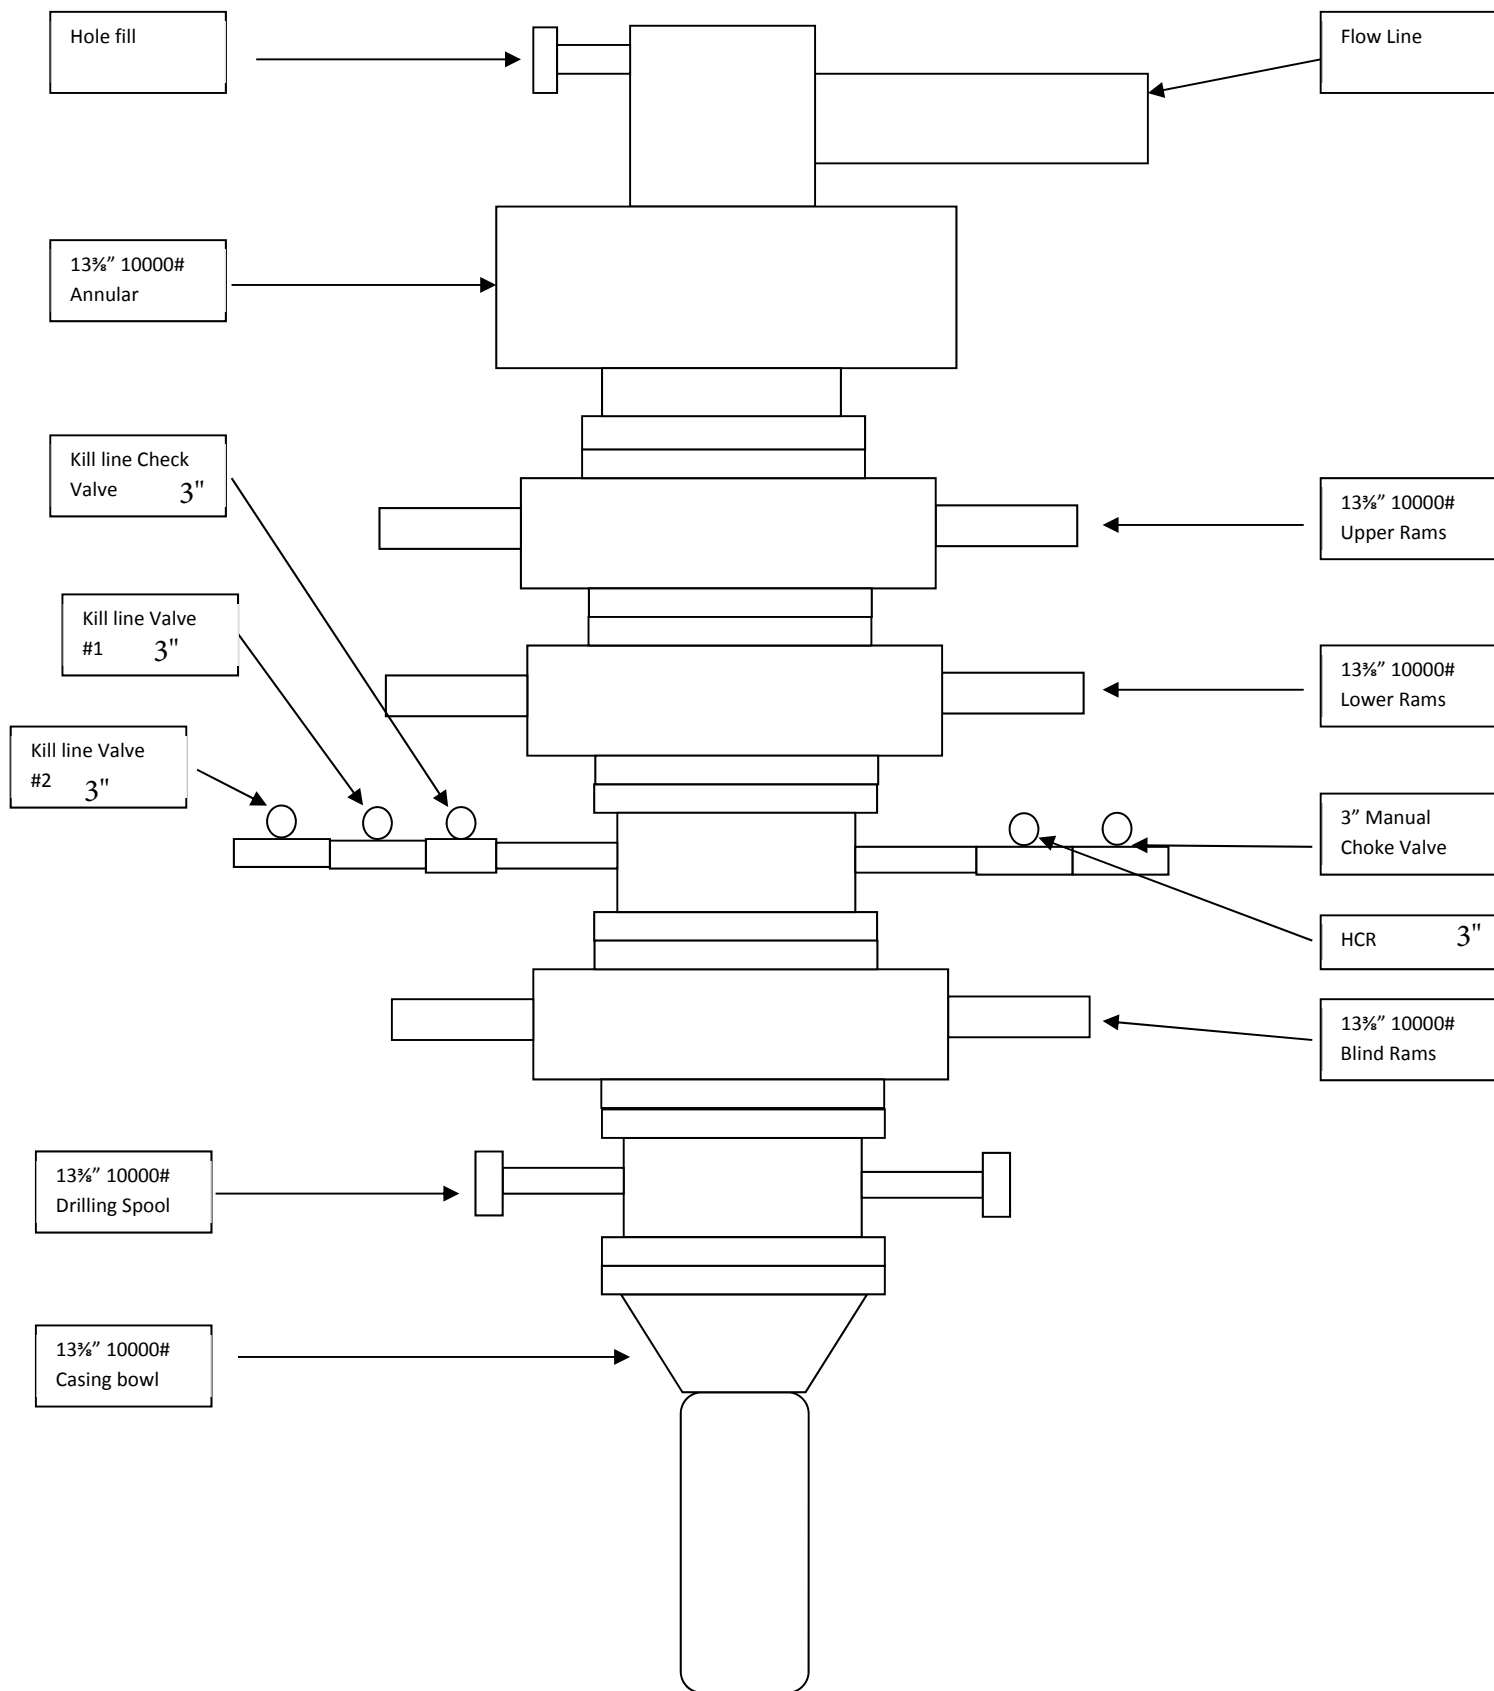 Hole fill
Flow Line
13⅜” 10000#
Annular
Kill line Check
Valve 3"
13⅜” 10000#
Upper Rams
Kill line Valve
#1 3"
13⅜” 10000#
Lower Rams
Kill line Valve
#2 3"
3” Manual
Choke Valve
HCR 3"
13⅜” 10000#
Blind Rams
13⅜” 10000#
Drilling Spool
13⅜” 10000#
Casing bowl